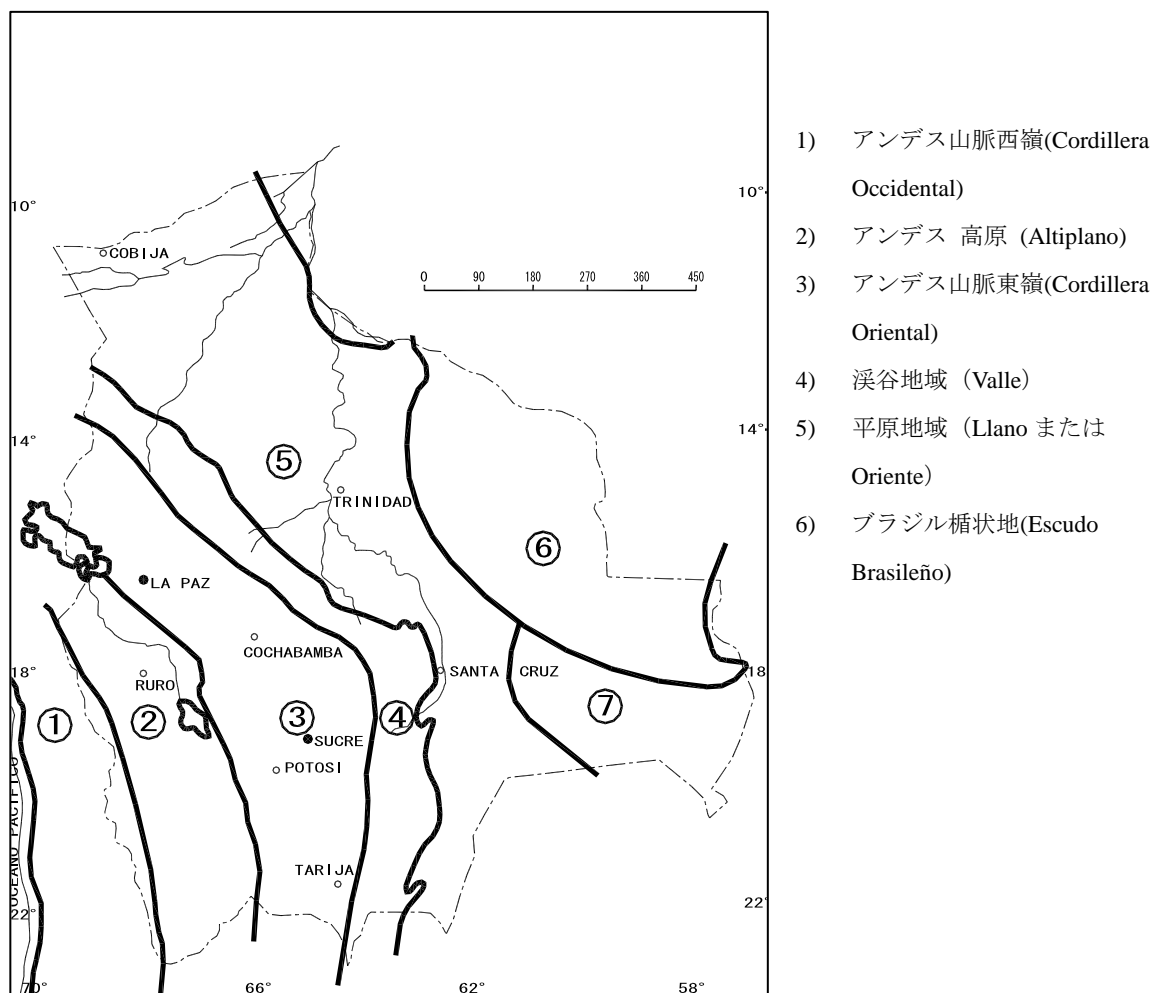 10°
10°
COBIJA
0 90 180 270 360 450
14°
14°
⑤
TRINIDAD
⑥
LA PAZ
COCHABAMBA
SANTA CRUZ
18°
18
RURO
⑦
①
②
③
④
SUCRE
POTOSI
OCEANO PACIFICO
TARIJA
22°
22°
70°
66°
62°
58°
1) アンデス山脈西嶺(Cordillera
Occidental)
2) アンデス 高原 (Altiplano)
3) アンデス山脈東嶺(Cordillera
Oriental)
4) 渓谷地域（Valle）
5) 平原地域（Llano または
Oriente）
6) ブラジル楯状地(Escudo
Brasileño)